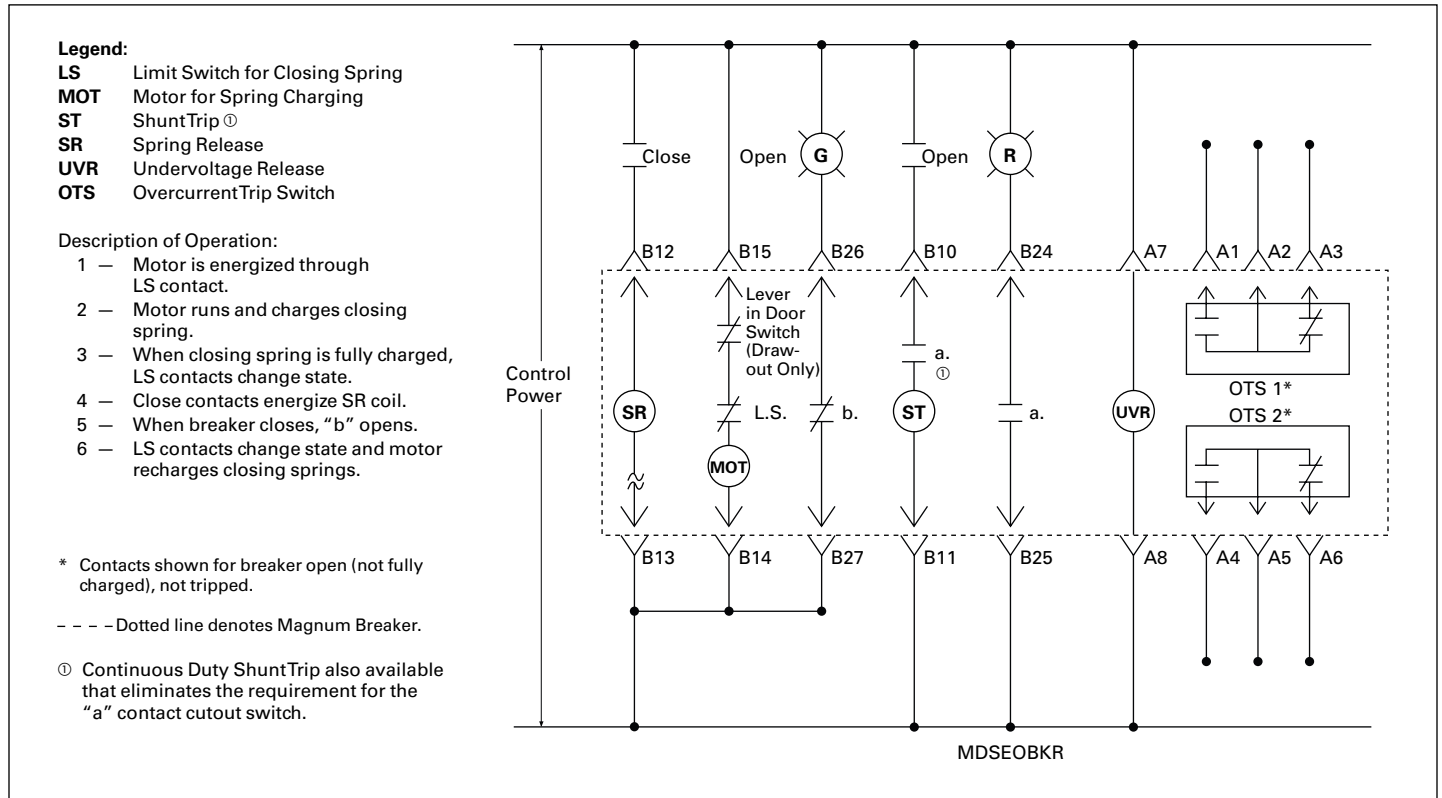 Legend:
LS Limit Switch for Closing Spring
MOT Motor for Spring Charging
ST ShuntTrip ①
SR Spring Release
UVR Undervoltage Release
OTS OvercurrentTrip Switch
Description of Operation:
1 — Motor is energized through
LS contact.
2 — Motor runs and charges closing
spring.
3 — When closing spring is fully charged,
LS contacts change state.
4 — Close contacts energize SR coil.
5 — When breaker closes, “b” opens.
6 — LS contacts change state and motor
recharges closing springs.
* Contacts shown for breaker open (not fully
charged), not tripped.
– – – – Dotted line denotes Magnum Breaker.
① Continuous Duty ShuntTrip also available
that eliminates the requirement for the
“a” contact cutout switch.
Control
Power
Close Open G Open R
B12 B15 B26 B10 B24 A7 A1 A2 A3
Lever
in Door
Switch
(Draw-
out Only)
a.
①
OTS 1*
SR L.S. b. ST a. UVR OTS 2*
MOT
B13 B14 B27 B11 B25 A8 A4 A5 A6
MDSEOBKR